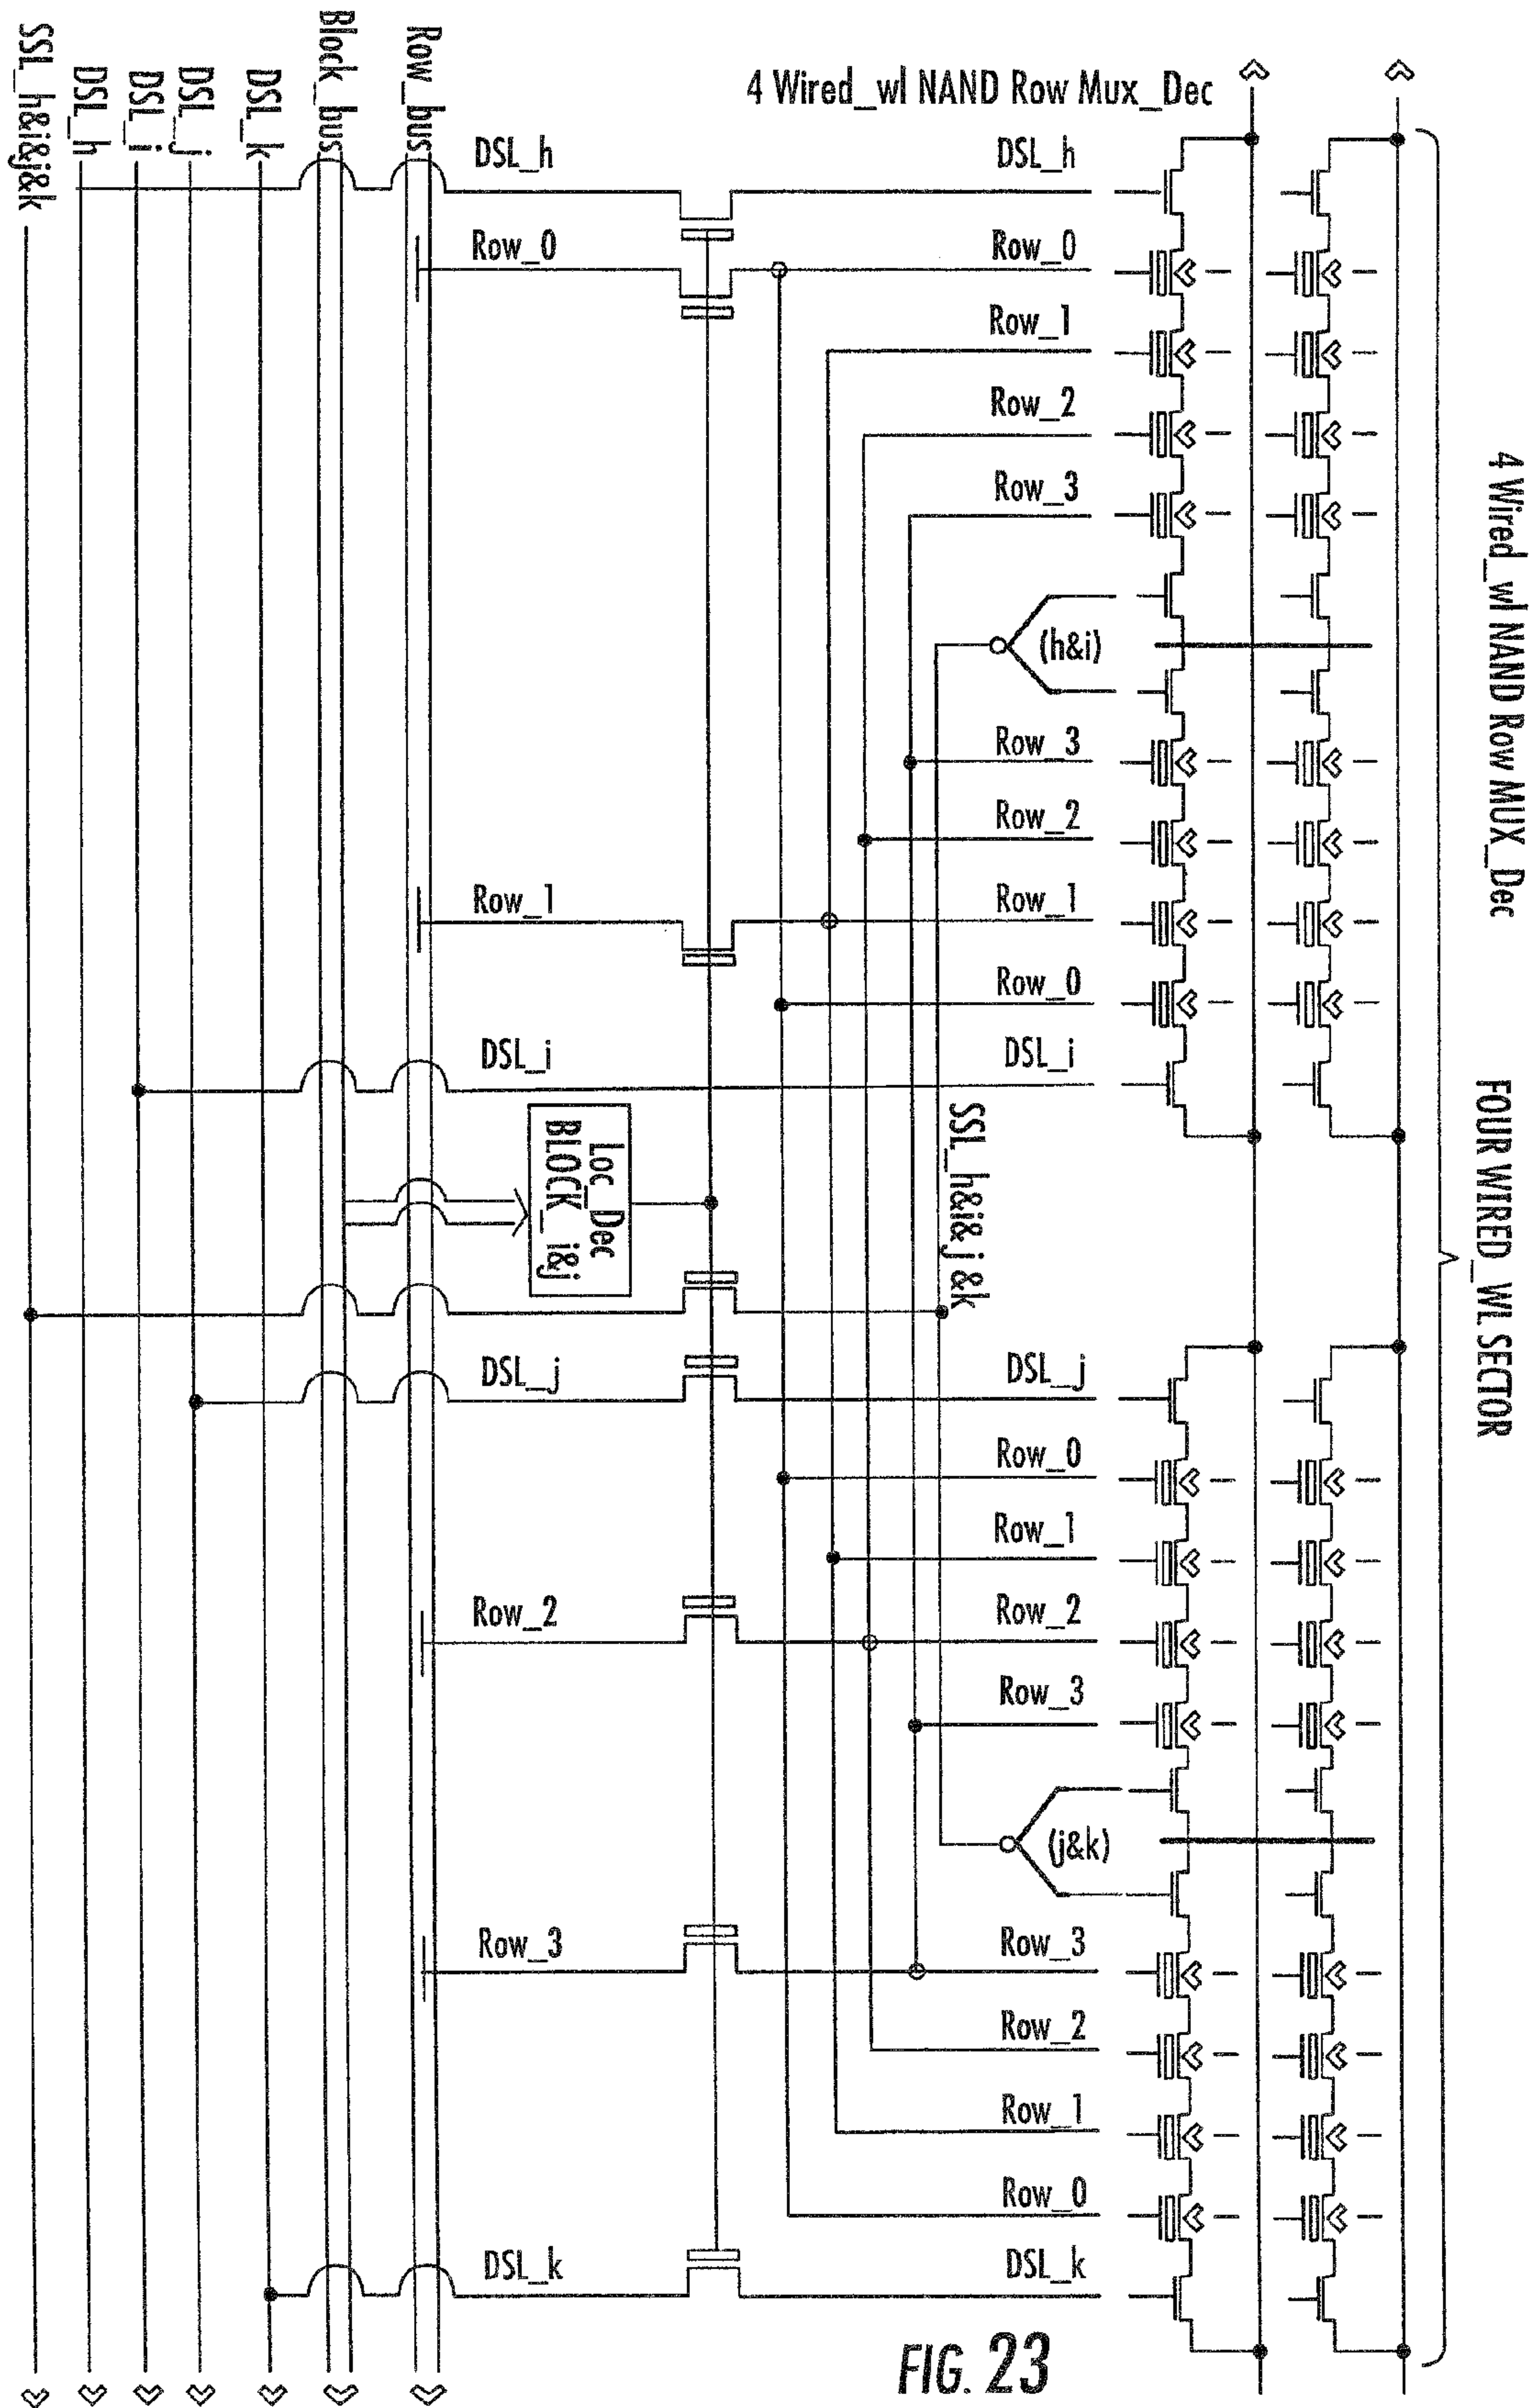 4 Wired_wl NAND Row MUX_Dec
FOUR WIRED_WL SECTOR
4 Wired_wl NAND Row Mux_Dec
SSL_h&i&j&k
DSL_h
DSL_i
DSL_j
DSL_k
Block_bus
Row_bus
DSL_h
DSL_h
Row_0
Row_0
Row_1
Row_2
Row_3
(h&i)
Row_3
Row_2
Row_1
Row_1
Row_0
DSL_i
DSL_i
Loc_Dec
BLOCK_i&j
SSL_h&i&j&k
DSL_j
DSL_j
Row_0
Row_1
Row_2
Row_2
Row_3
(j&k)
Row_3
Row_3
Row_2
Row_1
Row_0
DSL_k
DSL_k
FIG. 23